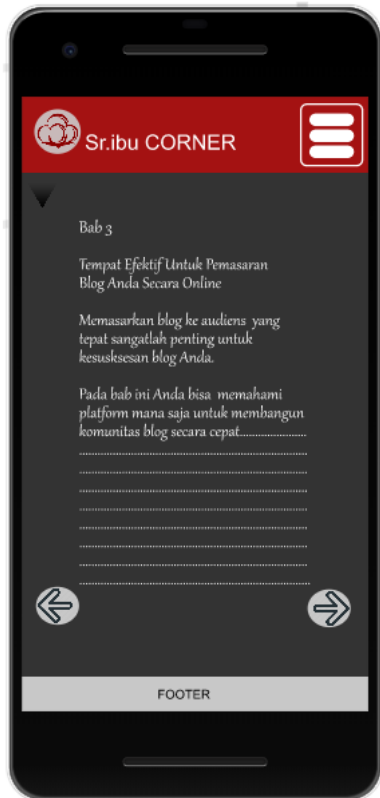 Sr.ibu CORNER
Bab 3
Tempat Efektif Untuk Pemasaran
Blog Anda Secara Online
Memasarkan blog ke audiens yang
tepat sangatlah penting untuk
kesusksesan blog Anda.
Pada bab ini Anda bisa memahami
platform mana saja untuk membangun
komunitas blog secara cepat......................
............................................................................
............................................................................
............................................................................
............................................................................
............................................................................
............................................................................
............................................................................
.............................................................................
FOOTER